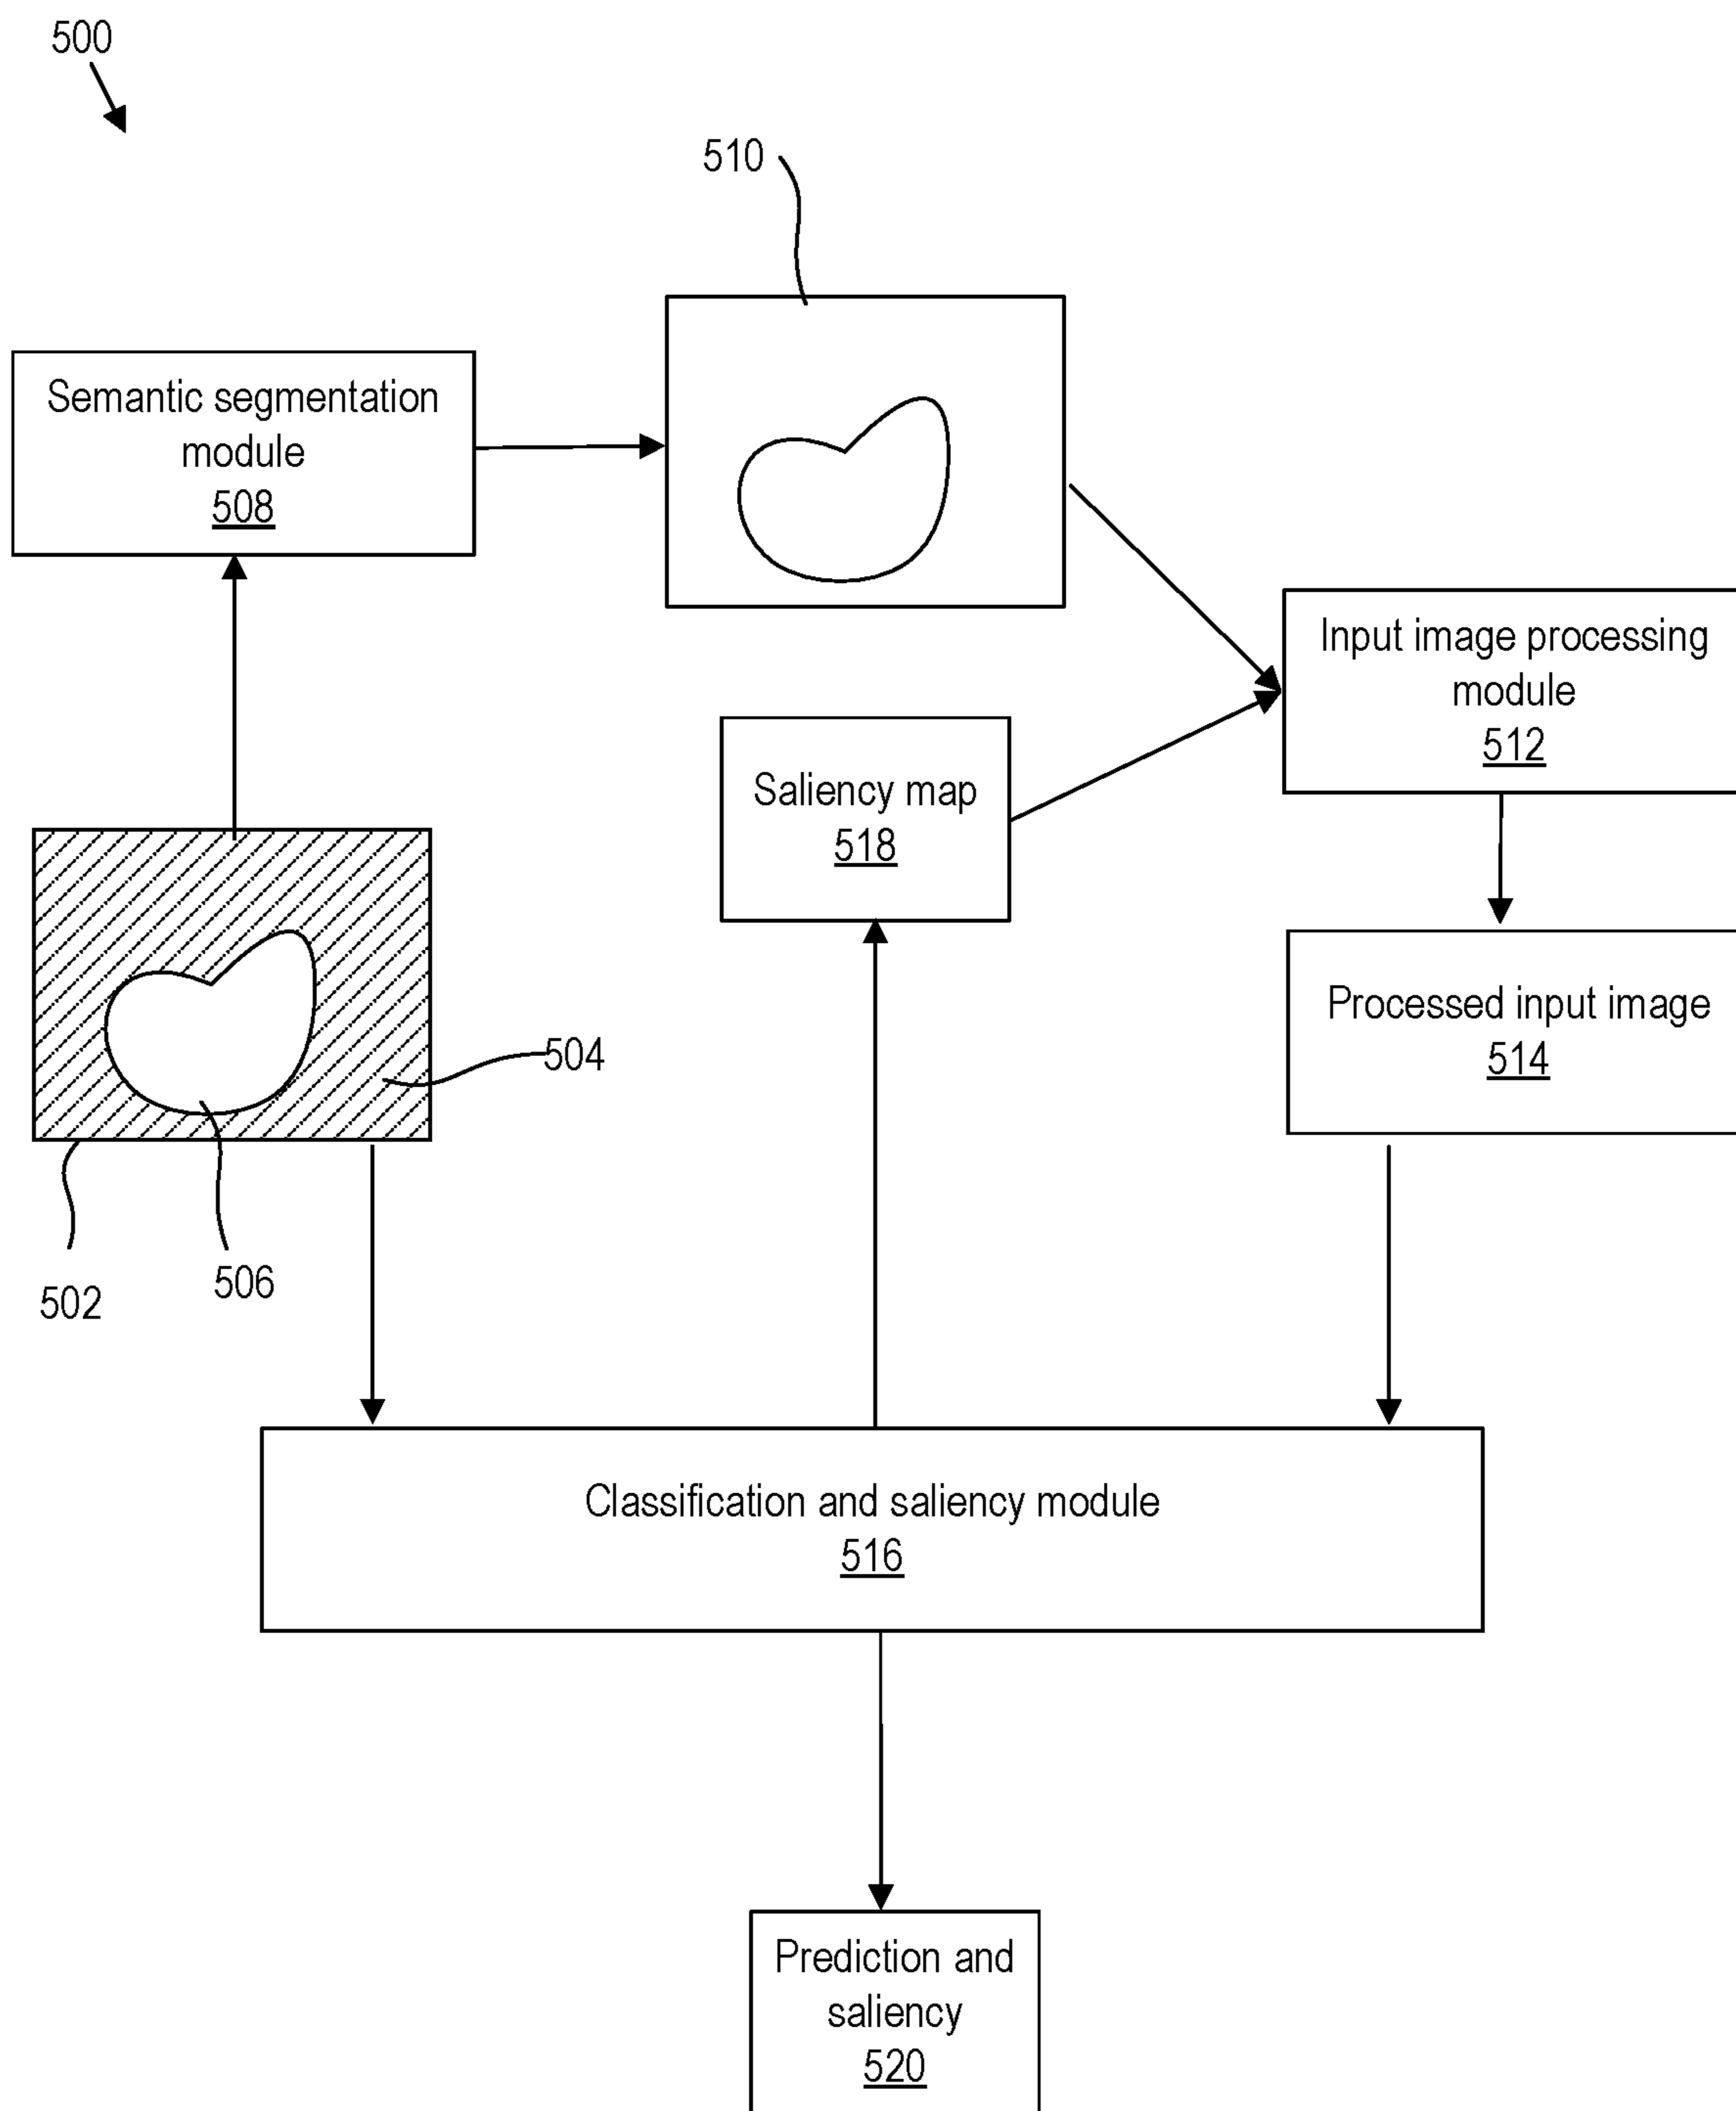 500
510
Semantic segmentation
module
508
Input image processing
module
512
Saliency map
518
Processed input image
514
504
506
502
Classification and saliency module
516
Prediction and
saliency
520